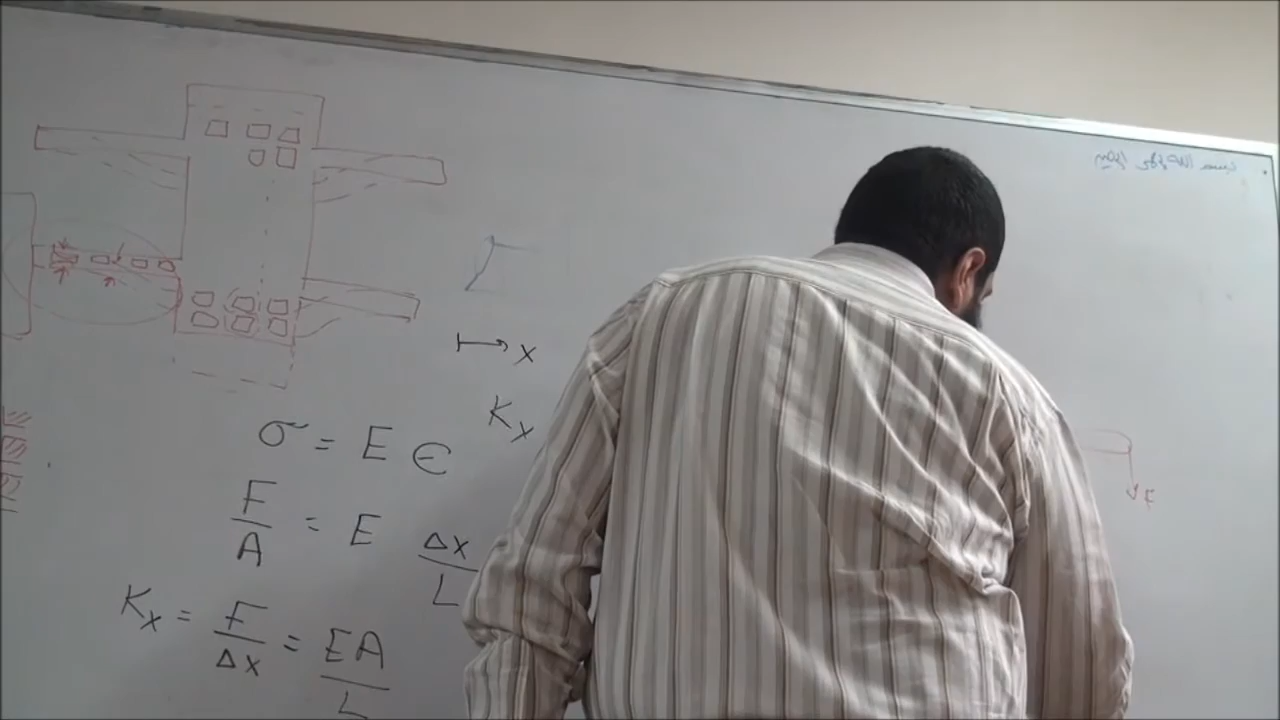 x
Kx
σ = E ϵ
F/A = E Δx/L
Kx = F/Δx = EA/L
F